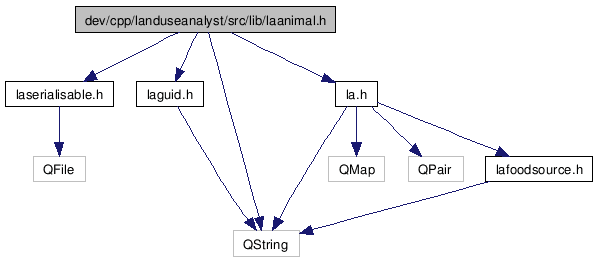 dev/cpp/landuseanalyst/src/lib/laanimal.h
laserialisable.h
laguid.h
la.h
QFile
QMap
QPair
lafoodsource.h
QString